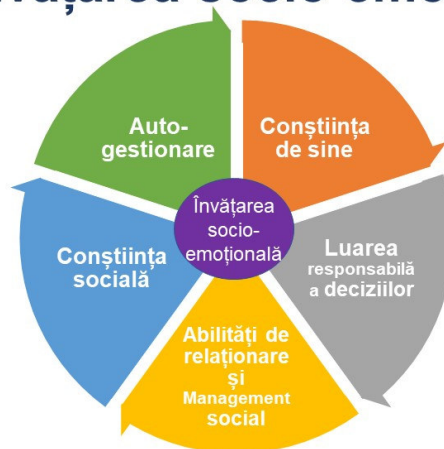 Auto-
gestionare
Conștiința
de sine
Învățarea
socio-
emoțională
Conștiința
socială
Luarea
responsabilă
a deciziilor
Abilități de
relaționare
și
Management
social